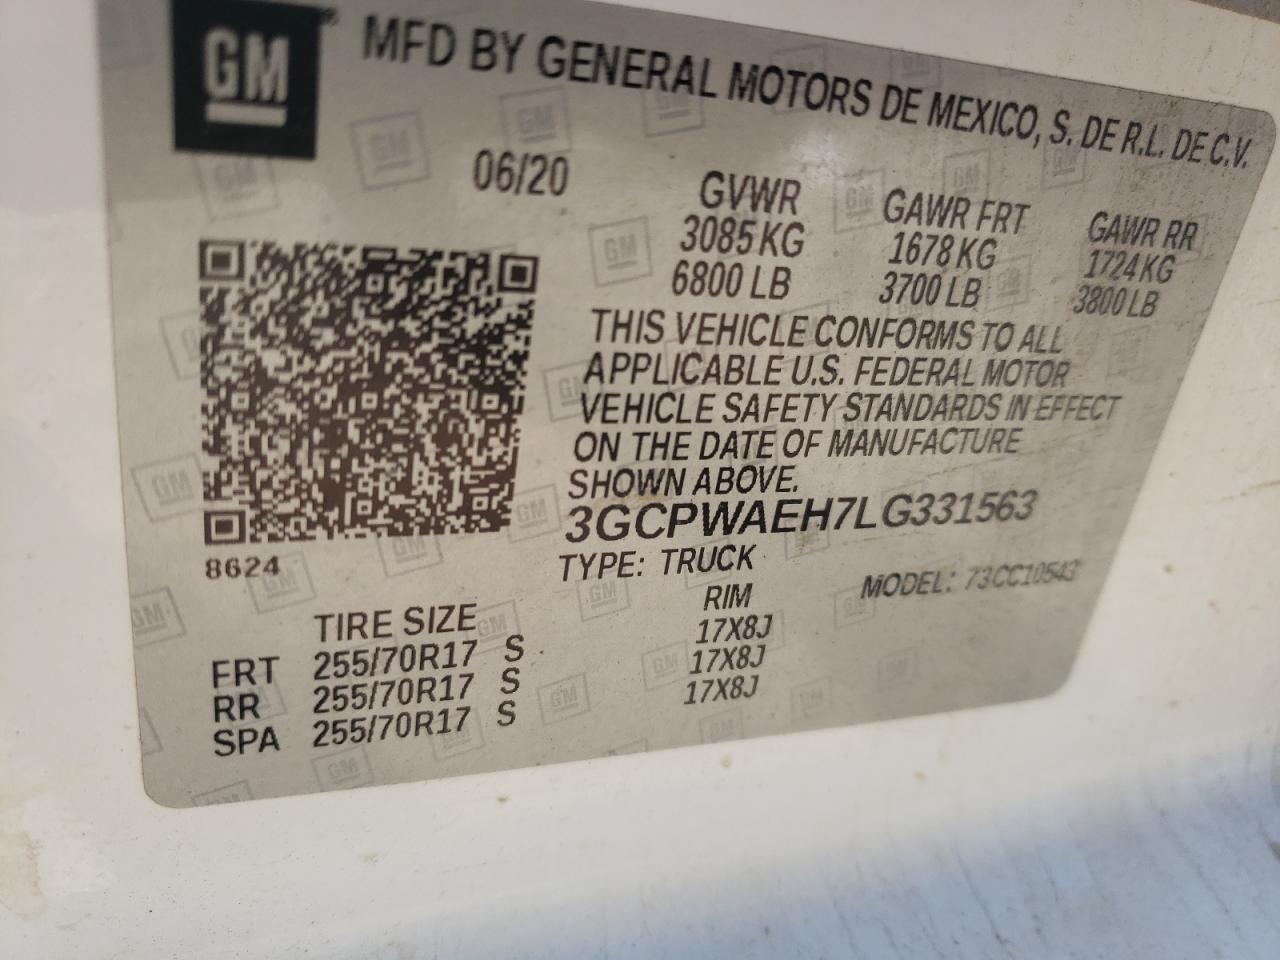 GM MFD BY GENERAL MOTORS DE MEXICO, S. DE R.L. DE C.V.
06/20
GVWR GAWR FRT GAWR RR
3085 KG 1678 KG 1724 KG
6800 LB 3700 LB 3800 LB
THIS VEHICLE CONFORMS TO ALL
APPLICABLE U.S. FEDERAL MOTOR
VEHICLE SAFETY STANDARDS IN EFFECT
ON THE DATE OF MANUFACTURE
SHOWN ABOVE.
3GCPWAEH7LG331563
8624
TYPE: TRUCK MODEL: 73CC10543
TIRE SIZE RIM
FRT 255/70R17 S 17X8J
RR 255/70R17 S 17X8J
SPA 255/70R17 S 17X8J